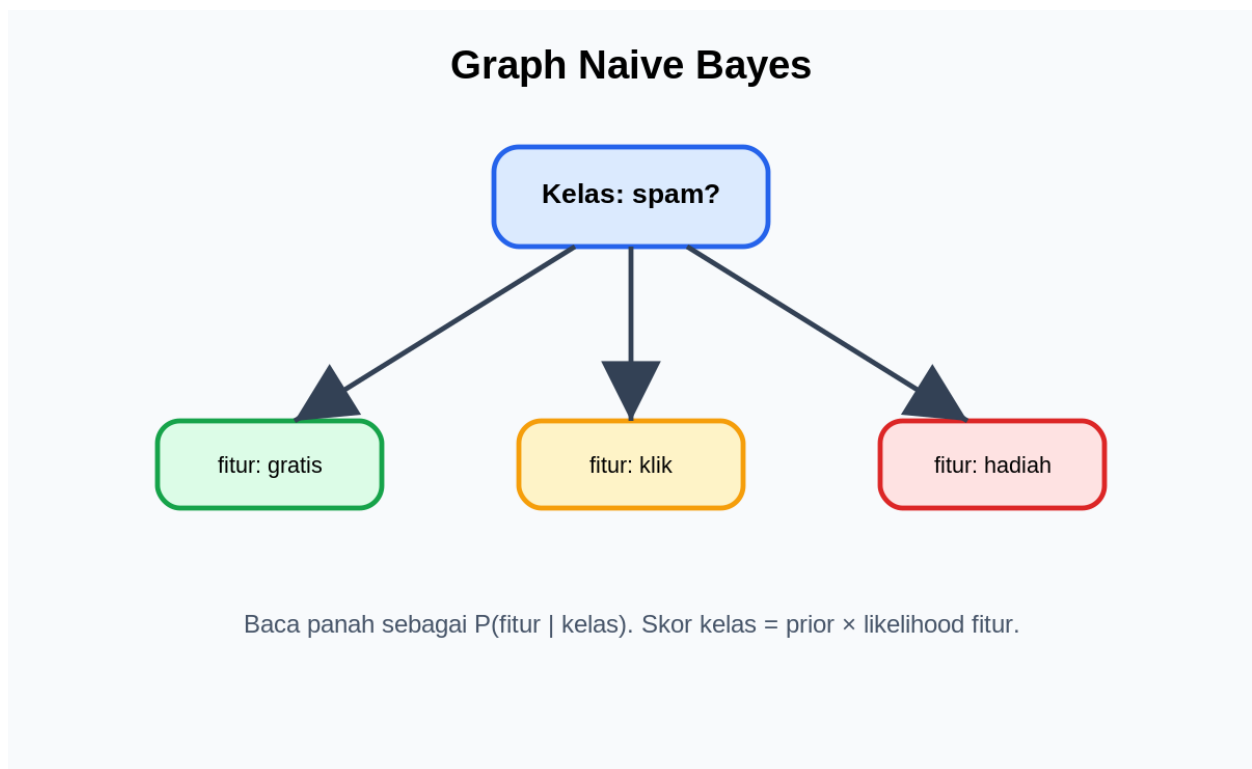 Graph Naive Bayes
Kelas: spam?
fitur: gratis
fitur: klik
fitur: hadiah
Baca panah sebagai P(fitur | kelas). Skor kelas = prior × likelihood fitur.